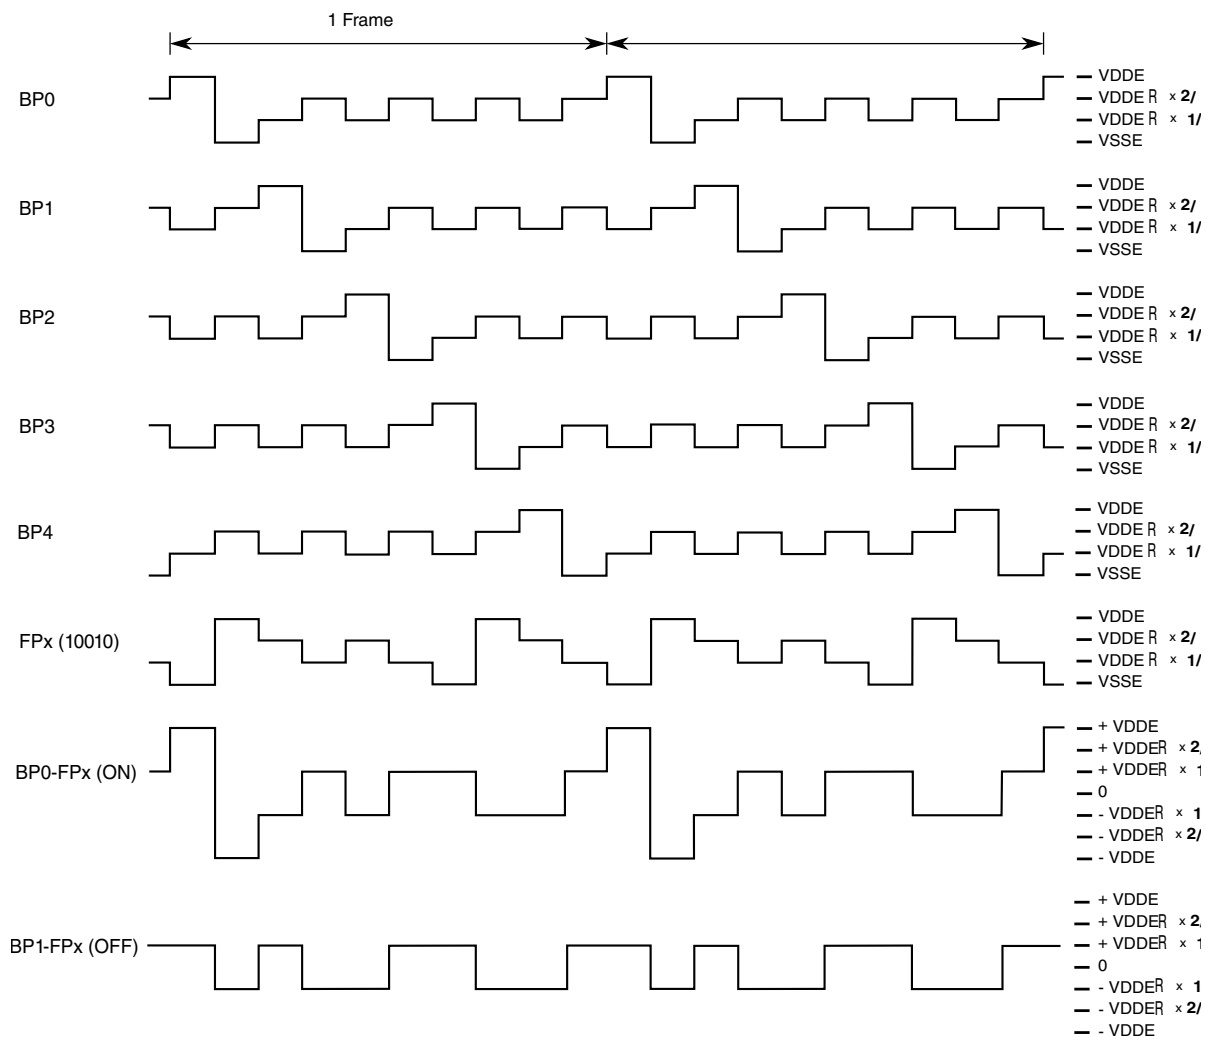 1 Frame
BP0
VDDE
VDDE R × 2/
VDDE R × 1/
VSSE
BP1
VDDE
VDDE R × 2/
VDDE R × 1/
VSSE
BP2
VDDE
VDDE R × 2/
VDDE R × 1/
VSSE
BP3
VDDE
VDDE R × 2/
VDDE R × 1/
VSSE
BP4
VDDE
VDDE R × 2/
VDDE R × 1/
VSSE
FPx (10010)
VDDE
VDDE R × 2/
VDDE R × 1/
VSSE
BP0-FPx (ON)
+ VDDE
+ VDDER × 2
+ VDDER × 1
0
- VDDER × 1
- VDDER × 2/
- VDDE
BP1-FPx (OFF)
+ VDDE
+ VDDER × 2
+ VDDER × 1
0
- VDDER × 1
- VDDER × 2/
- VDDE